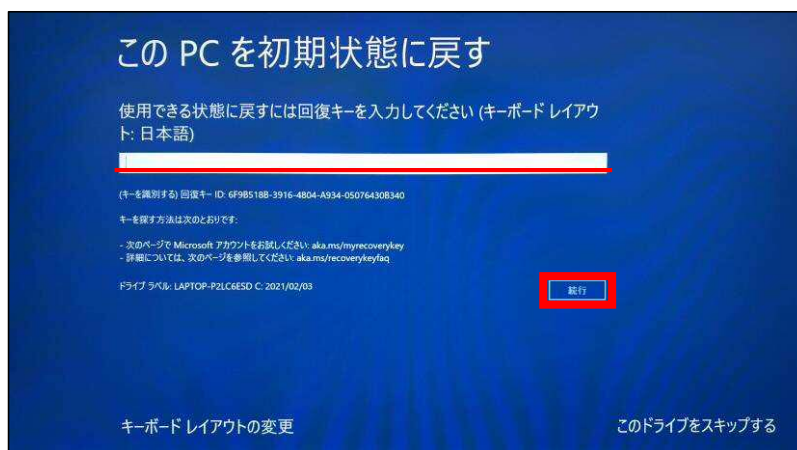 この PC を初期状態に戻す
使用できる状態に戻すには回復キーを入力してください (キーボード レイアウ
ト: 日本語)
(キーを識別する) 回復キー ID: 6F9B518B-3916-4B04-A934-05076430B340
キーを探す方法は次のとおりです:
- 次のページで Microsoft アカウントをお試しください: aka.ms/myrecoverykey
- 詳細については、次のページを参照してください: aka.ms/recoverykeyfaq
ドライブ ラベル: LAPTOP-P2LC6ESD C: 2021/02/03
続行
キーボード レイアウトの変更
このドライブをスキップする